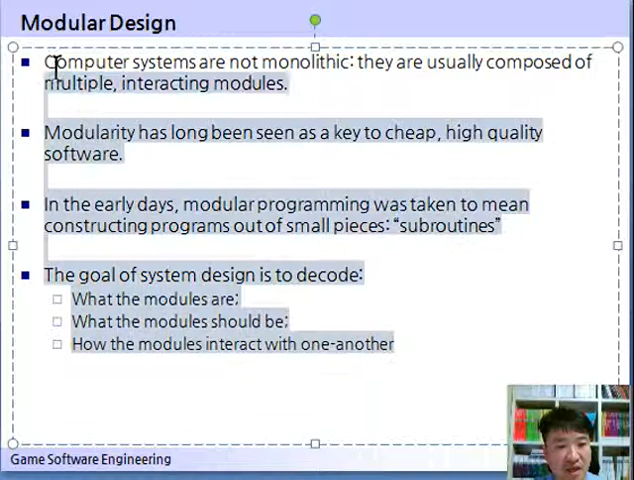 Modular Design
Computer systems are not monolithic: they are usually composed of
multiple, interacting modules.
Modularity has long been seen as a key to cheap, high quality
software.
In the early days, modular programming was taken to mean
constructing programs out of small pieces: “subroutines”
The goal of system design is to decode:
What the modules are;
What the modules should be;
How the modules interact with one-another
Game Software Engineering